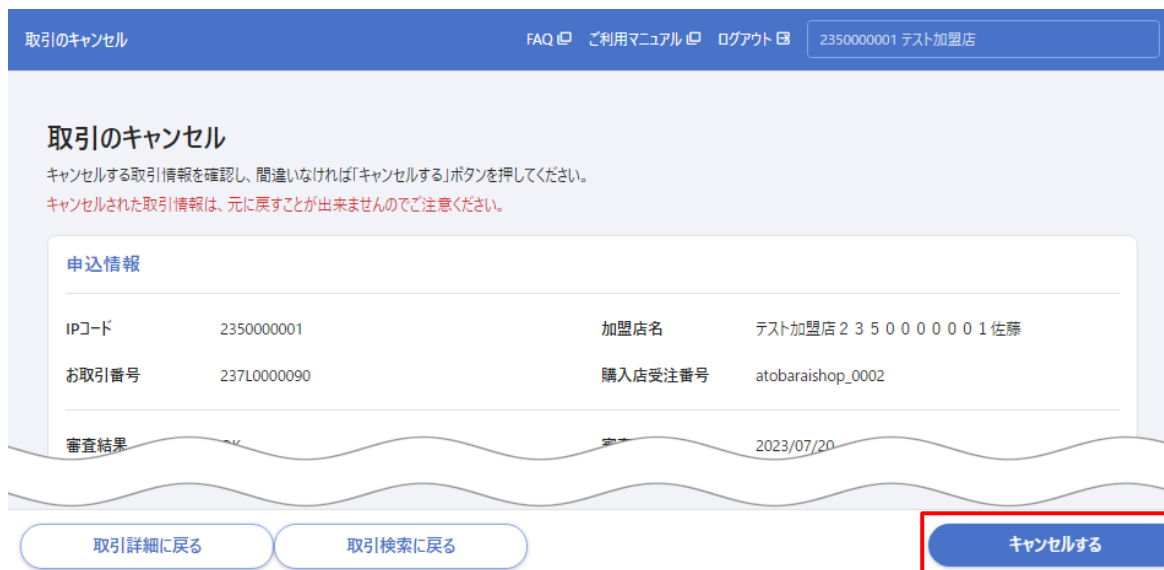 取引のキャンセル FAQ ご利用マニュアル ログアウト 2350000001 テスト加盟店
取引のキャンセル
キャンセルする取引情報を確認し、間違いなければ「キャンセルする」ボタンを押してください。
キャンセルされた取引情報は、元に戻すことが出来ませんのでご注意ください。
申込情報
IPコード 2350000001 加盟店名 テスト加盟店２３５０００００００１佐藤
お取引番号 237L0000090 購入店受注番号 atobaraishop_0002
審査結果 OK 2023/07/20
取引詳細に戻る 取引検索に戻る キャンセルする